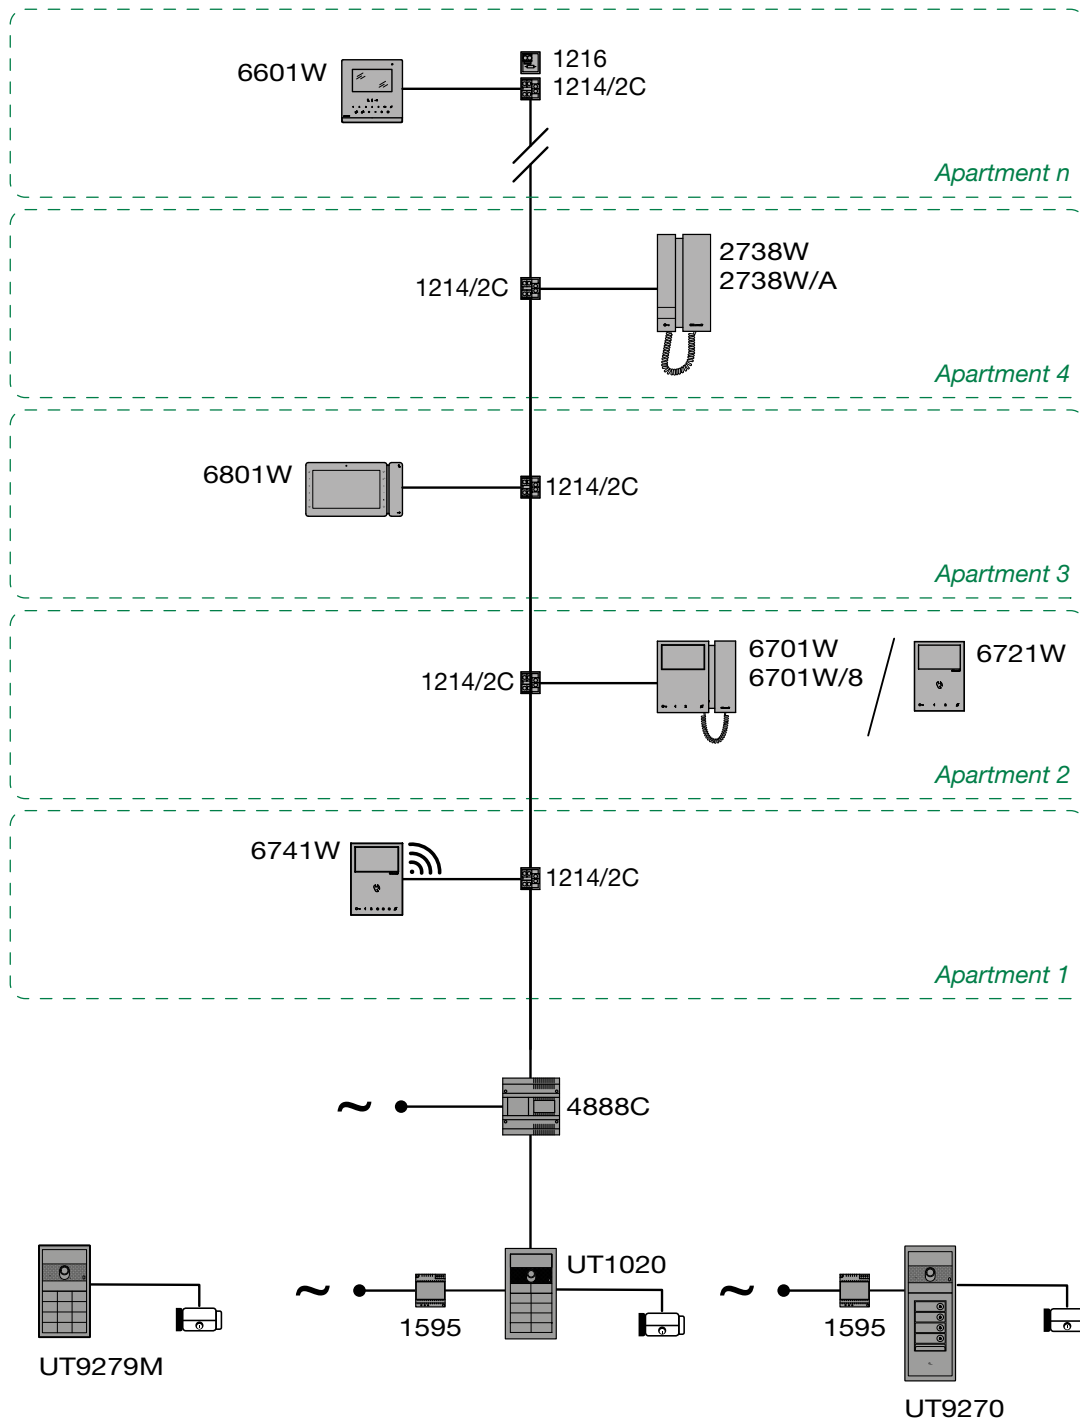 6601W
1216
1214/2C
Apartment n
1214/2C
2738W
2738W/A
Apartment 4
6801W
1214/2C
Apartment 3
1214/2C
6701W
6701W/8
6721W
Apartment 2
6741W
1214/2C
Apartment 1
~
4888C
~
1595
UT1020
~
1595
UT9279M
UT9270